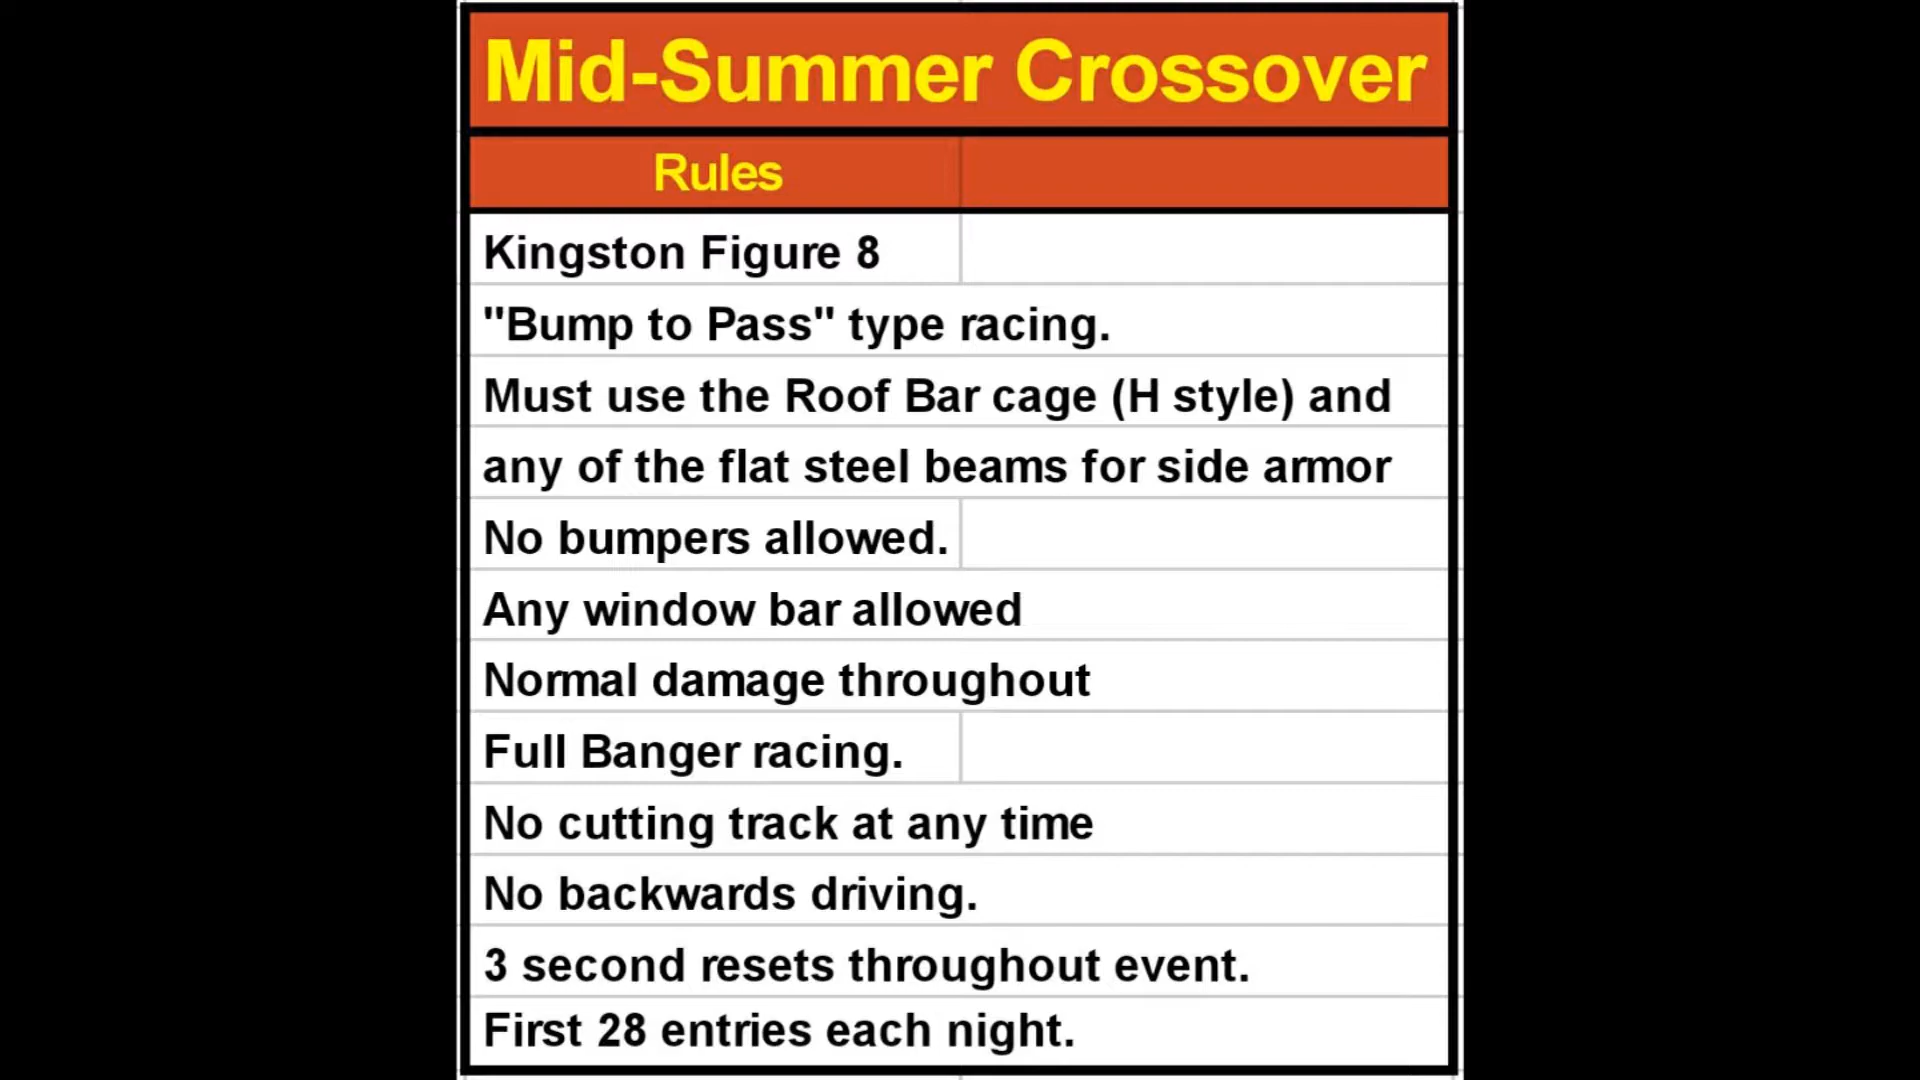 Mid-Summer Crossover
Rules
Kingston Figure 8
"Bump to Pass" type racing.
Must use the Roof Bar cage (H style) and
any of the flat steel beams for side armor
No bumpers allowed.
Any window bar allowed
Normal damage throughout
Full Banger racing.
No cutting track at any time
No backwards driving.
3 second resets throughout event.
First 28 entries each night.